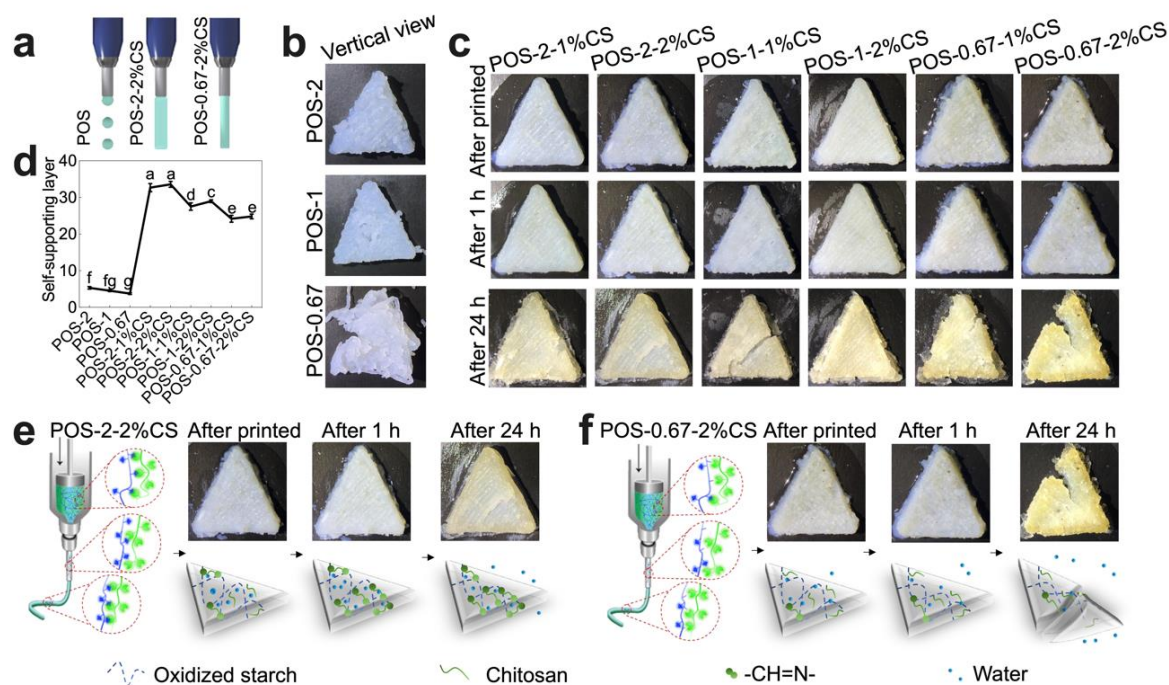 a
POS
POS-2-2%CS
POS-0.67-2%CS
b
Vertical view
POS-2
POS-1
POS-0.67
c
POS-2-1%CS
POS-2-2%CS
POS-1-1%CS
POS-1-2%CS
POS-0.67-1%CS
POS-0.67-2%CS
After printed
After 1 h
After 24 h
d
Self-supporting layer
40
30
20
10
0
f
fg
g
a
a
d
c
e
e
POS-2
POS-1
POS-0.67
POS-2-1%CS
POS-2-2%CS
POS-1-1%CS
POS-1-2%CS
POS-0.67-1%CS
POS-0.67-2%CS
e
POS-2-2%CS
After printed
After 1 h
After 24 h
f
POS-0.67-2%CS
After printed
After 1 h
After 24 h
Oxidized starch
Chitosan
-CH=N-
Water